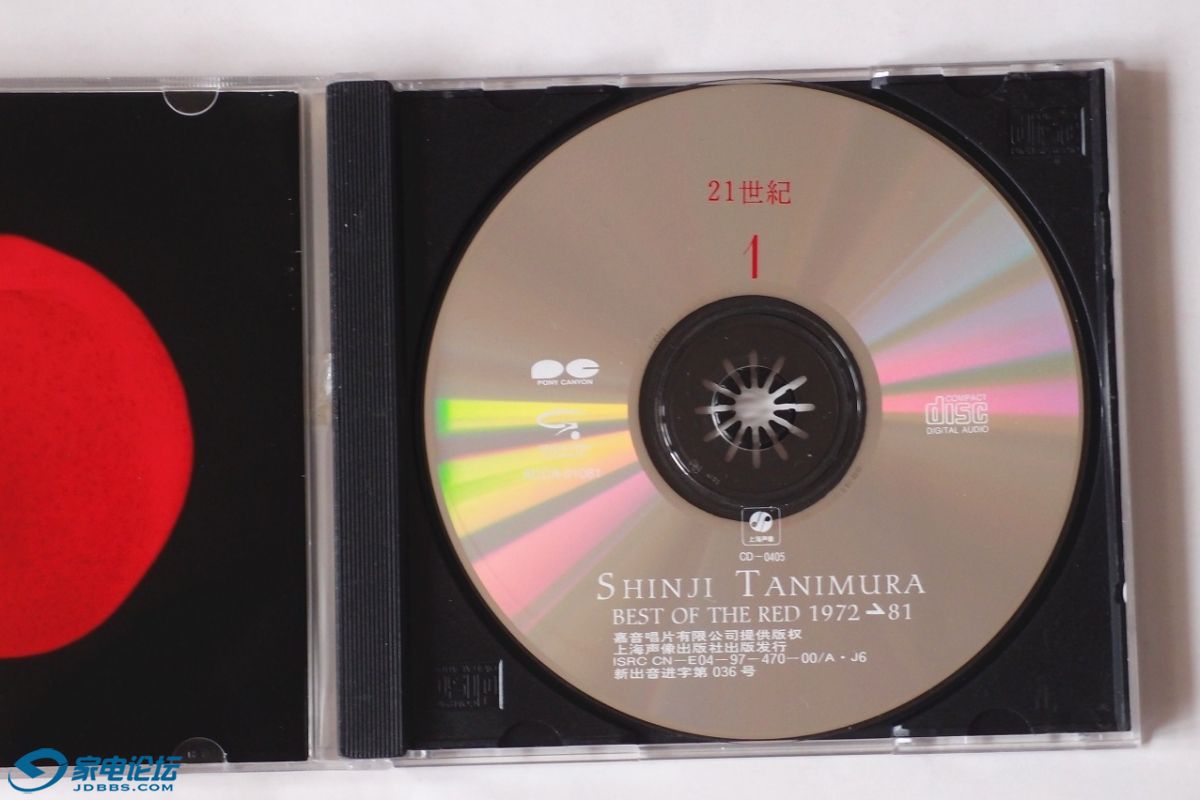 21世紀
1
PONY CANYON
COMPACT
disc
DIGITAL AUDIO
上海声像
CD-0405
SHINJI TANIMURA
BEST OF THE RED 1972⇀81
嘉音唱片有限公司提供版权
上海声像出版社出版发行
ISRC CN-E04-97-470-00/A·J6
新出音进字第 036 号
家电论坛
JDBBS.COM